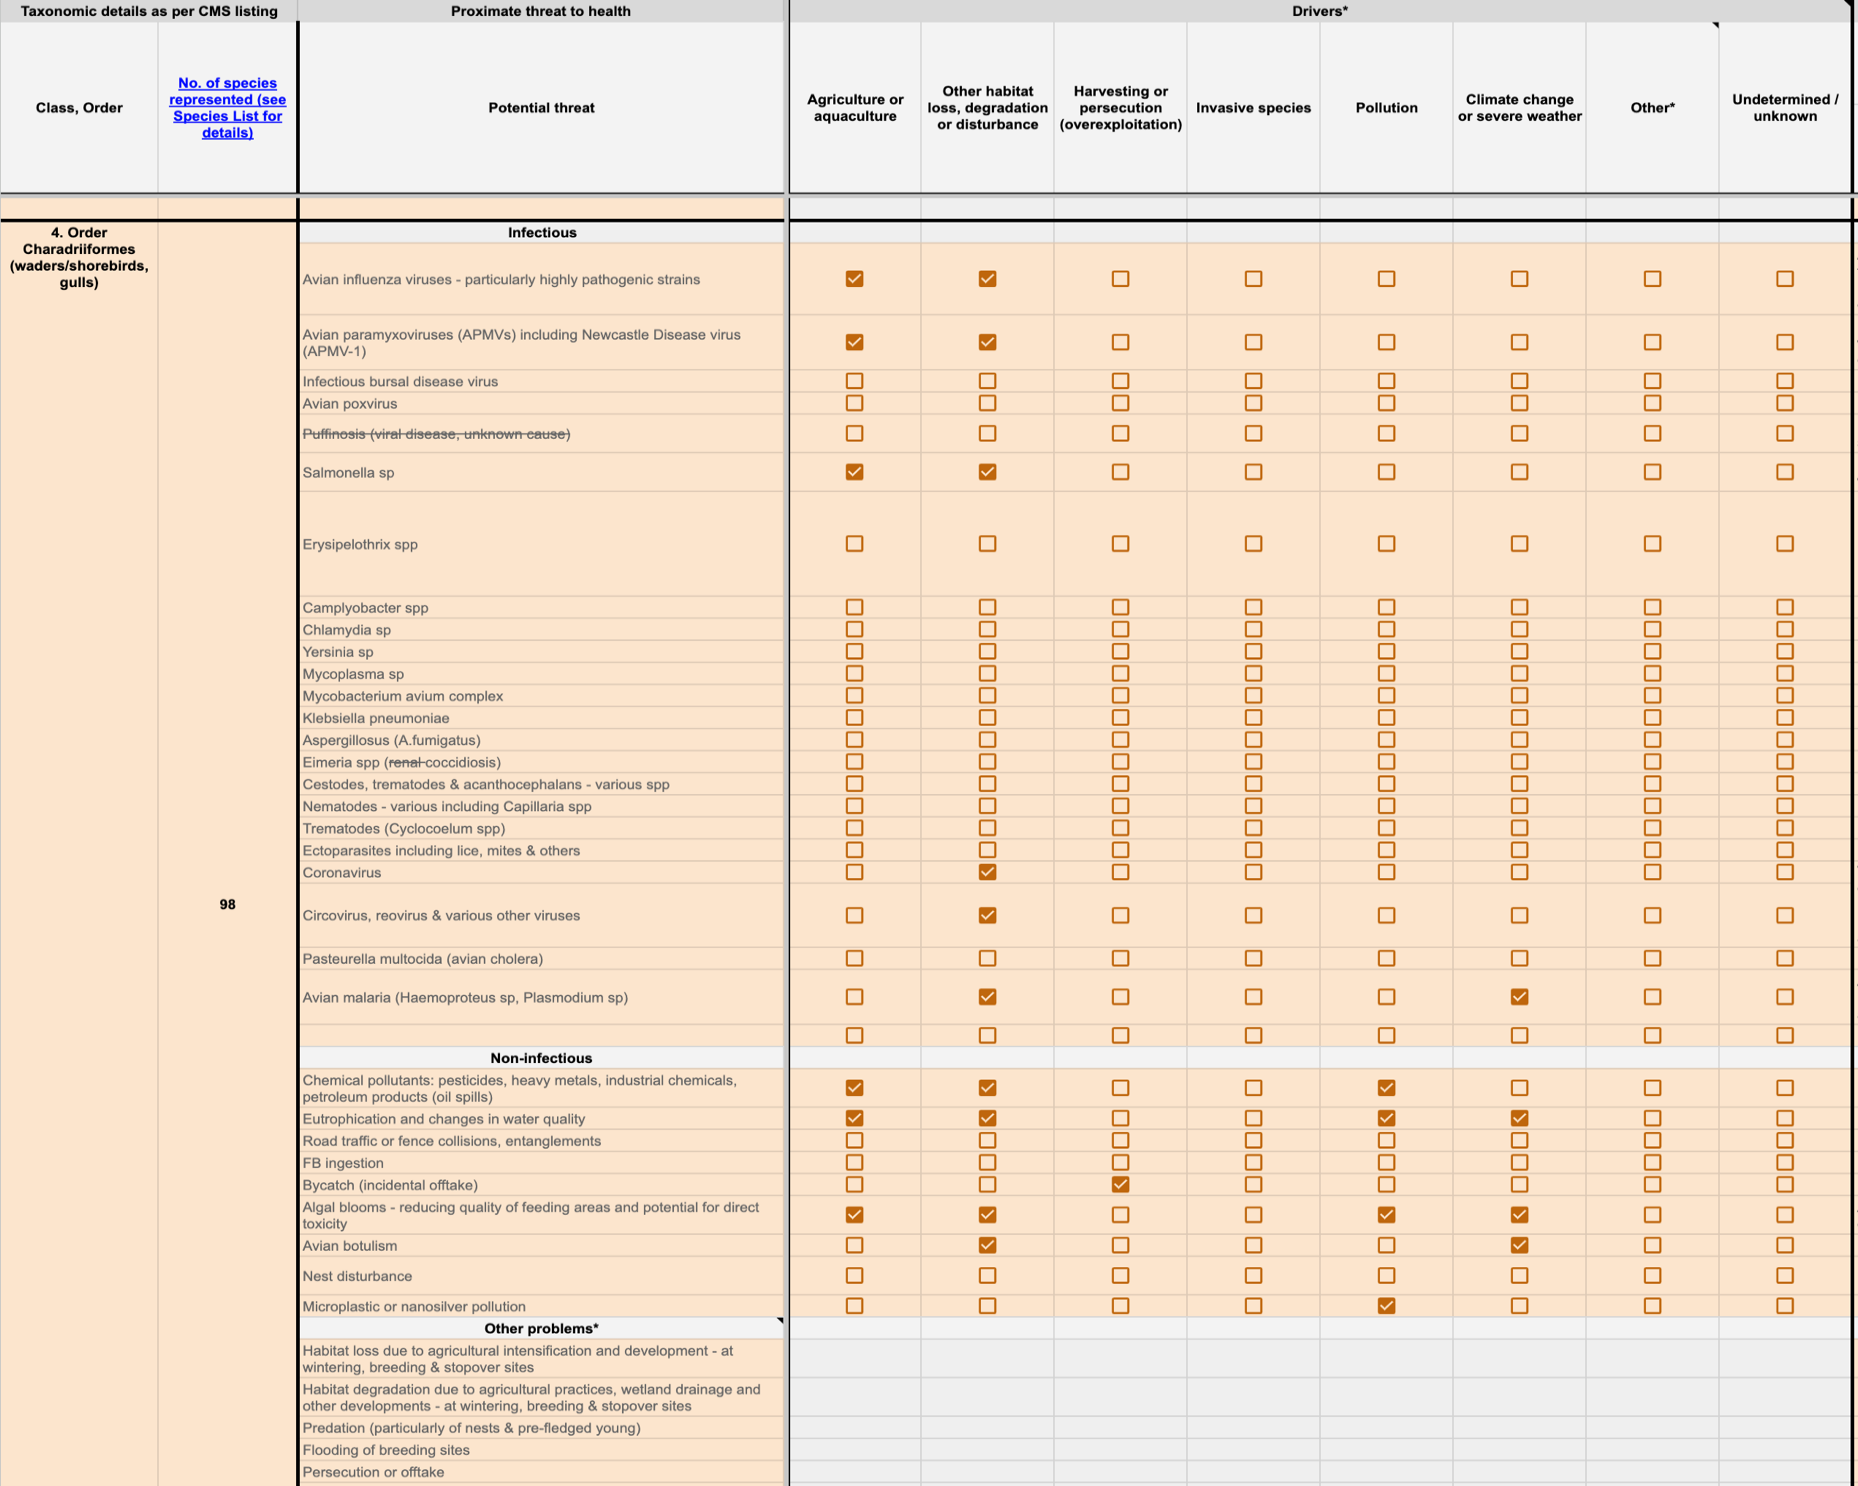 Taxonomic details as per CMS listing
Proximate threat to health
Drivers*
Class, Order
No. of species
represented (see
Species List for
details)
Potential threat
Agriculture or
aquaculture
Other habitat
loss, degradation
or disturbance
Harvesting or
persecution
(overexploitation)
Invasive species
Pollution
Climate change
or severe weather
Other*
Undetermined /
unknown
4. Order
Charadriiformes
(waders/shorebirds,
gulls)
98
Infectious
Avian influenza viruses - particularly highly pathogenic strains
Avian paramyxoviruses (APMVs) including Newcastle Disease virus
(APMV-1)
Infectious bursal disease virus
Avian poxvirus
Puffinosis (viral disease, unknown cause)
Salmonella sp
Erysipelothrix spp
Camplyobacter spp
Chlamydia sp
Yersinia sp
Mycoplasma sp
Mycobacterium avium complex
Klebsiella pneumoniae
Aspergillosus (A.fumigatus)
Eimeria spp (renal coccidiosis)
Cestodes, trematodes & acanthocephalans - various spp
Nematodes - various including Capillaria spp
Trematodes (Cyclocoelum spp)
Ectoparasites including lice, mites & others
Coronavirus
Circovirus, reovirus & various other viruses
Pasteurella multocida (avian cholera)
Avian malaria (Haemoproteus sp, Plasmodium sp)
Non-infectious
Chemical pollutants: pesticides, heavy metals, industrial chemicals,
petroleum products (oil spills)
Eutrophication and changes in water quality
Road traffic or fence collisions, entanglements
FB ingestion
Bycatch (incidental offtake)
Algal blooms - reducing quality of feeding areas and potential for direct
toxicity
Avian botulism
Nest disturbance
Microplastic or nanosilver pollution
Other problems*
Habitat loss due to agricultural intensification and development - at
wintering, breeding & stopover sites
Habitat degradation due to agricultural practices, wetland drainage and
other developments - at wintering, breeding & stopover sites
Predation (particularly of nests & pre-fledged young)
Flooding of breeding sites
Persecution or offtake